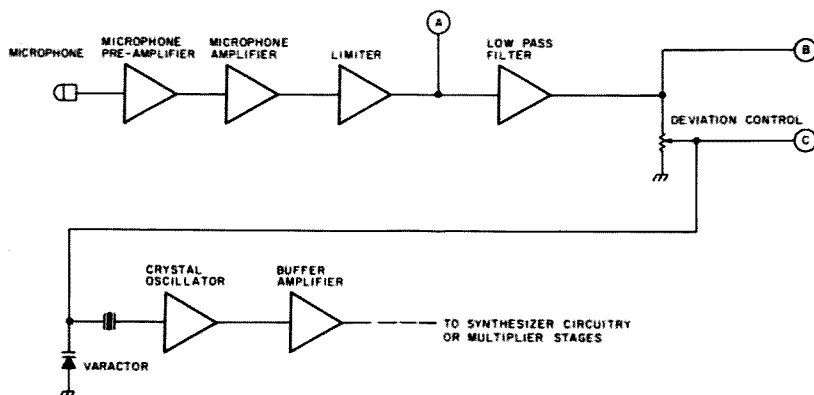 MICROPHONE
MICROPHONE
PRE-AMPLIFIER
MICROPHONE
AMPLIFIER
LIMITER
A
LOW PASS
FILTER
B
DEVIATION CONTROL
C
CRYSTAL
OSCILLATOR
BUFFER
AMPLIFIER
TO SYNTHESIZER CIRCUITRY
OR MULTIPLIER STAGES
VARACTOR